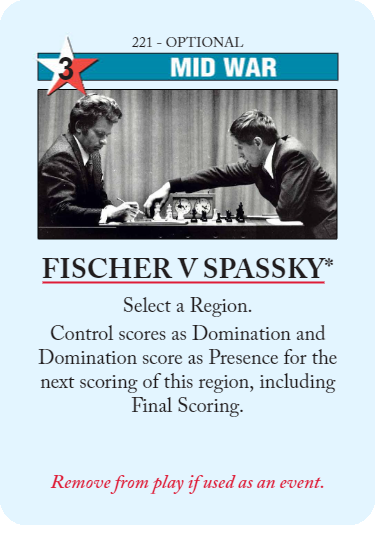 221 - OPTIONAL
3
MID WAR
FISCHER V SPASSKY*
Select a Region.
Control scores as Domination and
Domination score as Presence for the
next scoring of this region, including
Final Scoring.
Remove from play if used as an event.